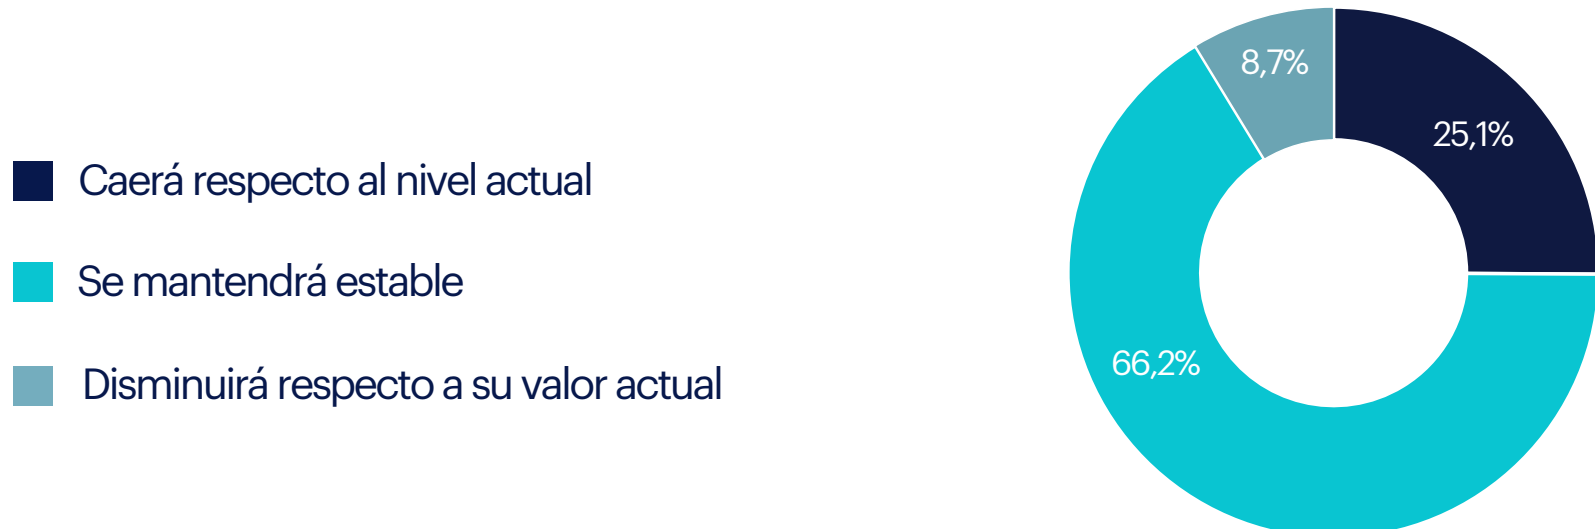 Caerá respecto al nivel actual
Se mantendrá estable
Disminuirá respecto a su valor actual
8,7%
25,1%
66,2%